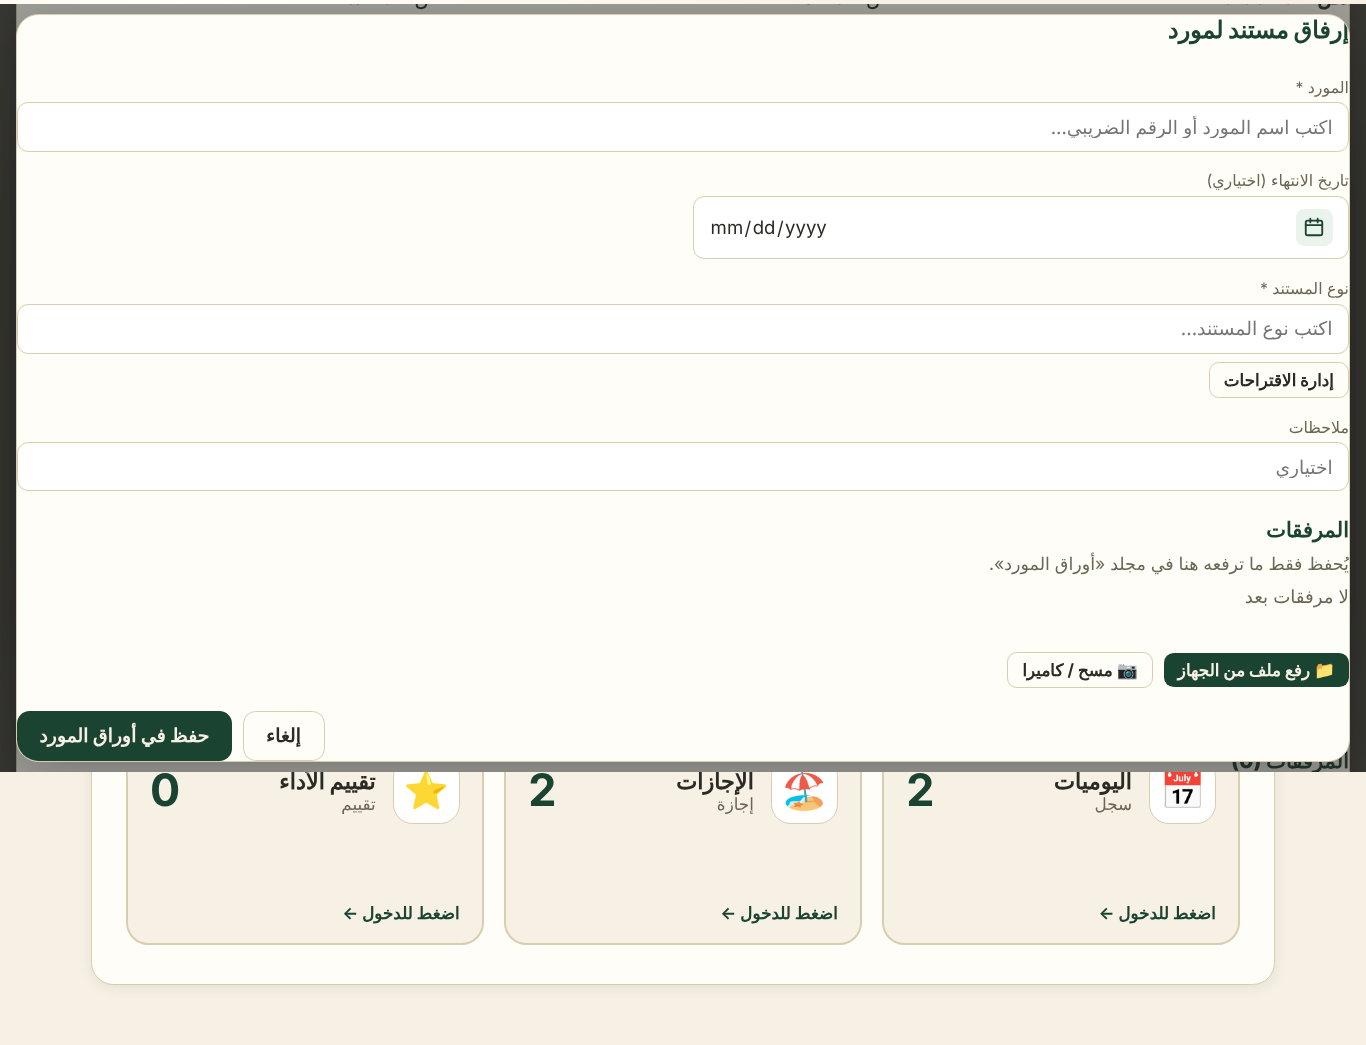 إرفاق مستند لمورد
المورد *
اكتب اسم المورد أو الرقم الضريبي...
تاريخ الانتهاء (اختياري)
mm/dd/yyyy
نوع المستند *
اكتب نوع المستند...
إدارة الاقتراحات
ملاحظات
اختياري
المرفقات
يُحفظ فقط ما ترفعه هنا في مجلد «أوراق المورد».
لا مرفقات بعد
📁 رفع ملف من الجهاز
📷 مسح / كاميرا
إلغاء
حفظ في أوراق المورد
اليوميات
سجل
2
الإجازات
إجازة
2
تقييم الأداء
تقييم
0
اضغط للدخول ←
اضغط للدخول ←
اضغط للدخول ←